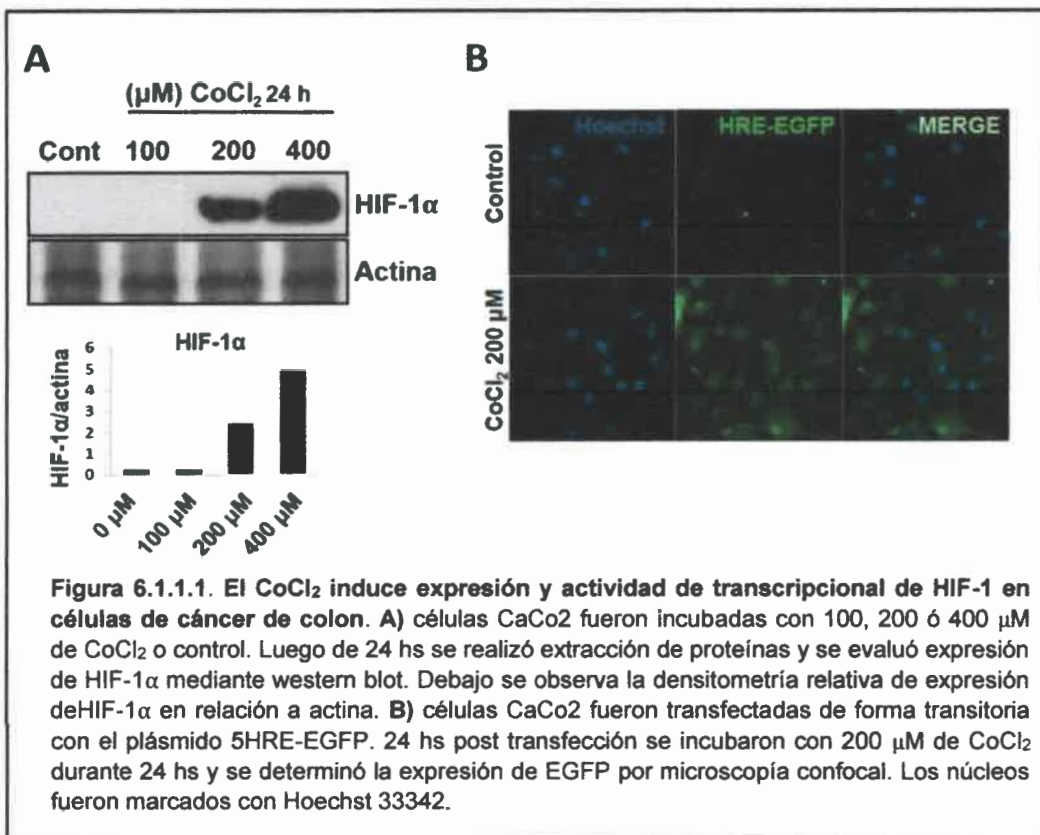 A
(µM) CoCl₂ 24 h
Cont 100 200 400
HIF-1α
Actina
HIF-1α
HIF-1α/actina
6
5
4
3
2
1
0
0 µM
100 µM
200 µM
400 µM
B
Hoechst HRE-EGFP MERGE
Control
CoCl₂ 200 µM
Figura 6.1.1.1. El CoCl₂ induce expresión y actividad de transcripcional de HIF-1 en
células de cáncer de colon. A) células CaCo2 fueron incubadas con 100, 200 ó 400 µM
de CoCl₂ o control. Luego de 24 hs se realizó extracción de proteínas y se evaluó expresión
de HIF-1α mediante western blot. Debajo se observa la densitometría relativa de expresión
deHIF-1α en relación a actina. B) células CaCo2 fueron transfectadas de forma transitoria
con el plásmido 5HRE-EGFP. 24 hs post transfección se incubaron con 200 µM de CoCl₂
durante 24 hs y se determinó la expresión de EGFP por microscopía confocal. Los núcleos
fueron marcados con Hoechst 33342.